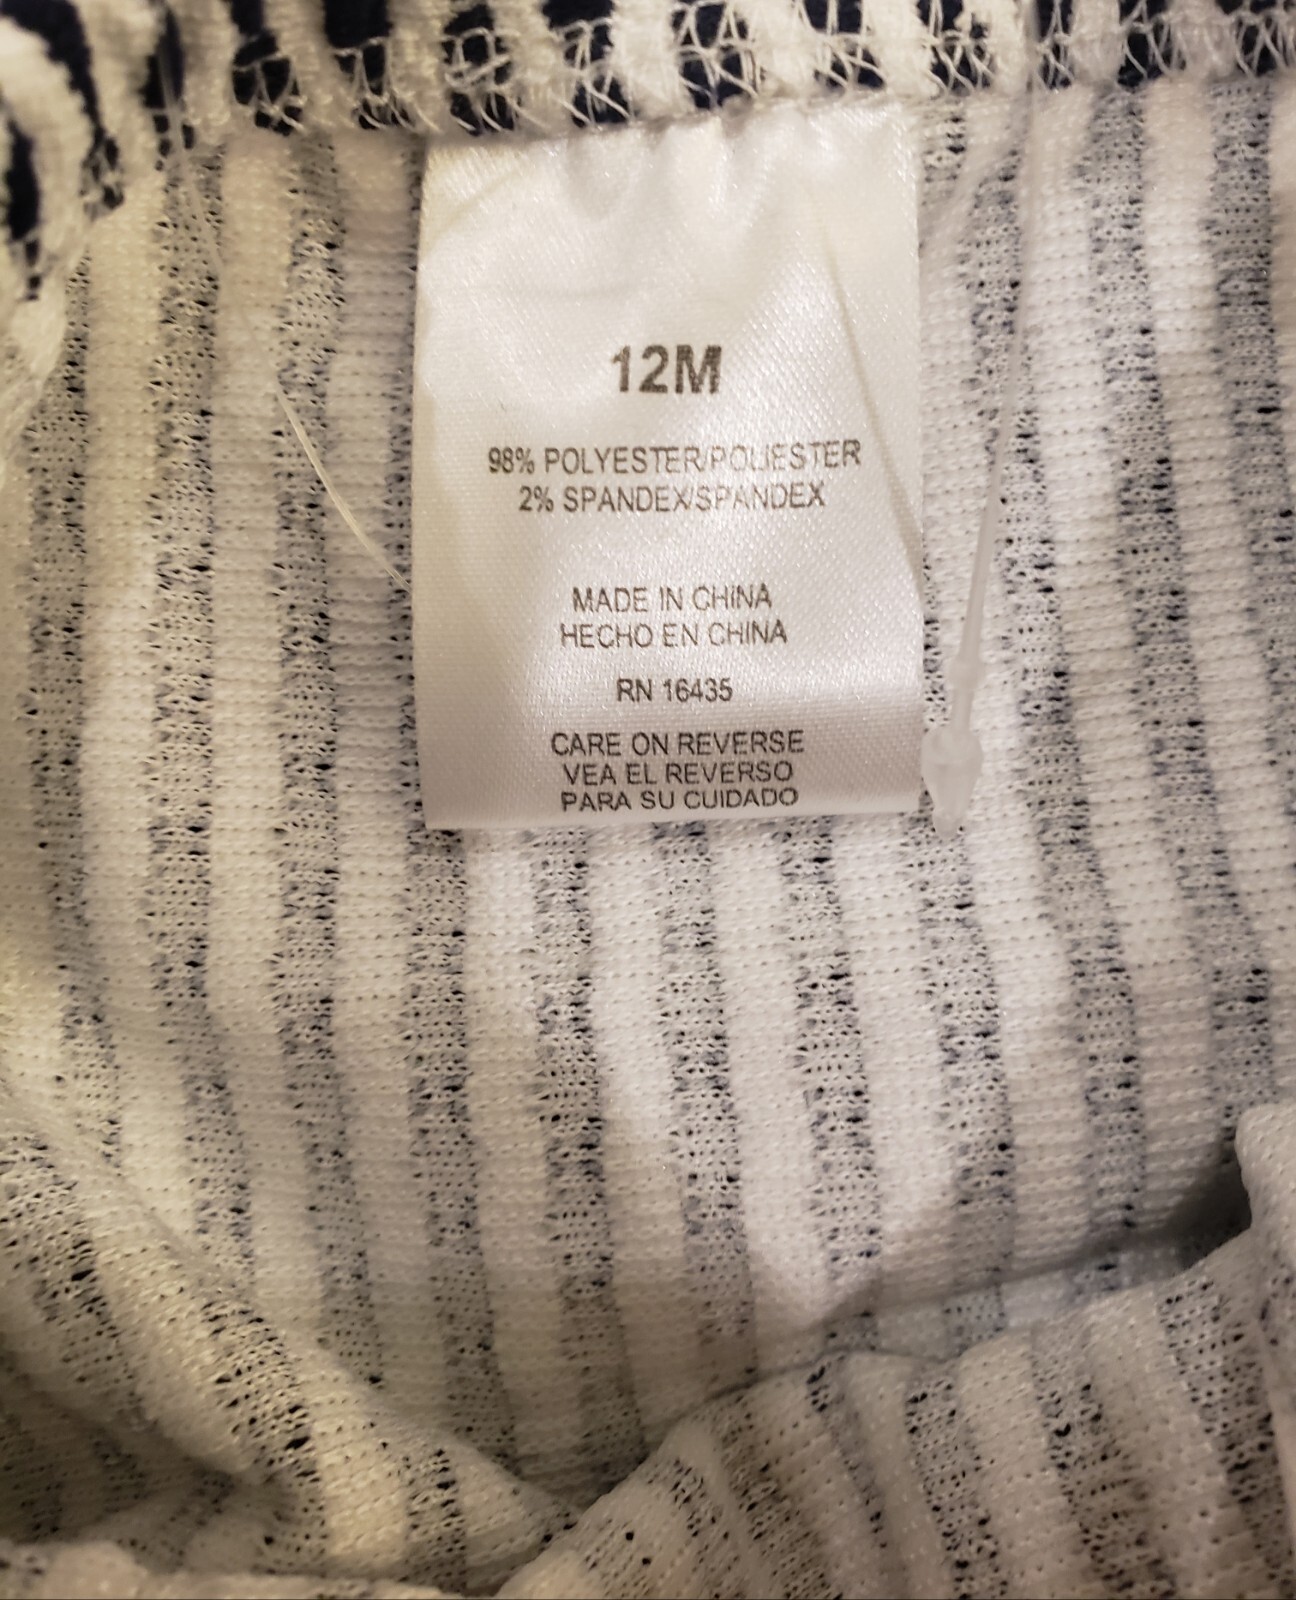 12M
98% POLYESTER/POLIESTER
2% SPANDEX/SPANDEX
MADE IN CHINA
HECHO EN CHINA
RN 16435
CARE ON REVERSE
VEA EL REVERSO
PARA SU CUIDADO